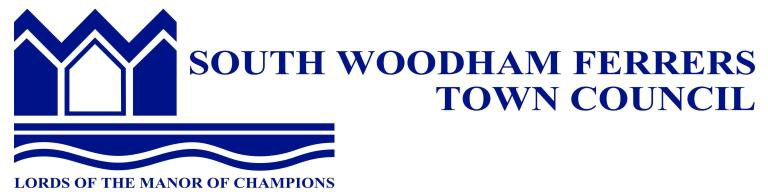 SOUTH WOODHAM FERRERS
TOWN COUNCIL
LORDS OF THE MANOR OF CHAMPIONS